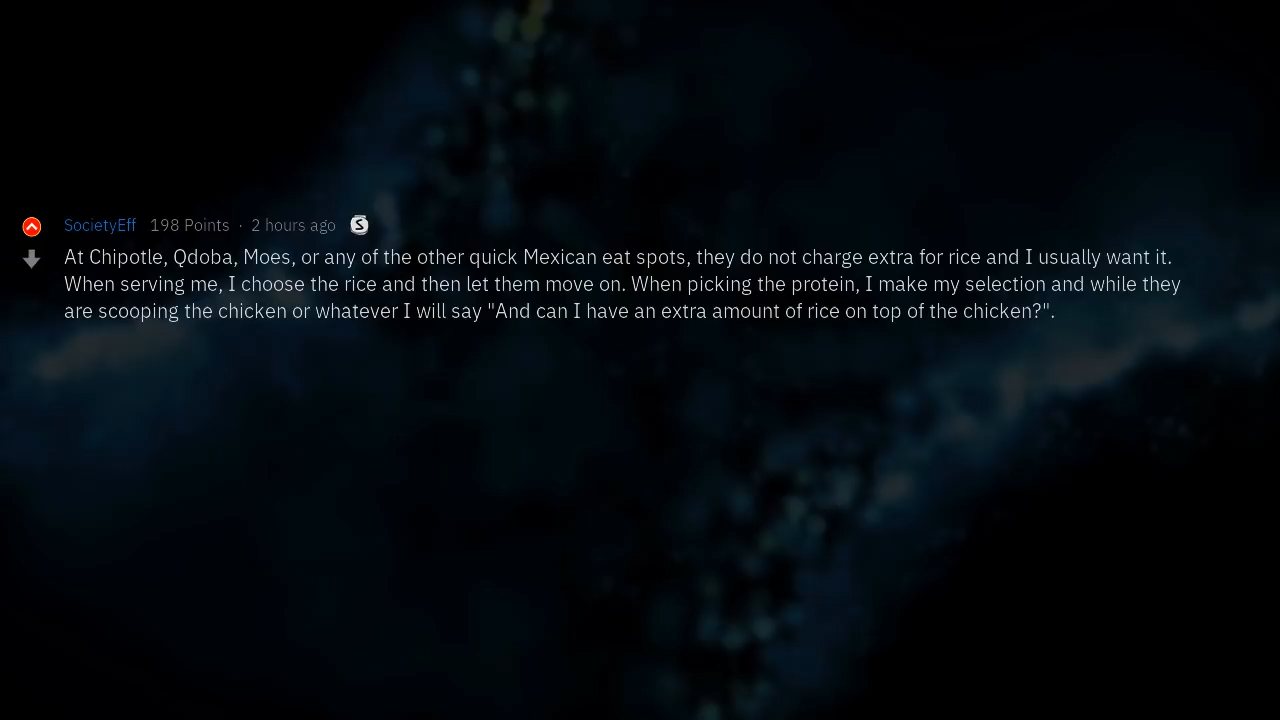 SocietyEff 198 Points · 2 hours ago S
At Chipotle, Qdoba, Moes, or any of the other quick Mexican eat spots, they do not charge extra for rice and I usually want it.
When serving me, I choose the rice and then let them move on. When picking the protein, I make my selection and while they
are scooping the chicken or whatever I will say "And can I have an extra amount of rice on top of the chicken?".